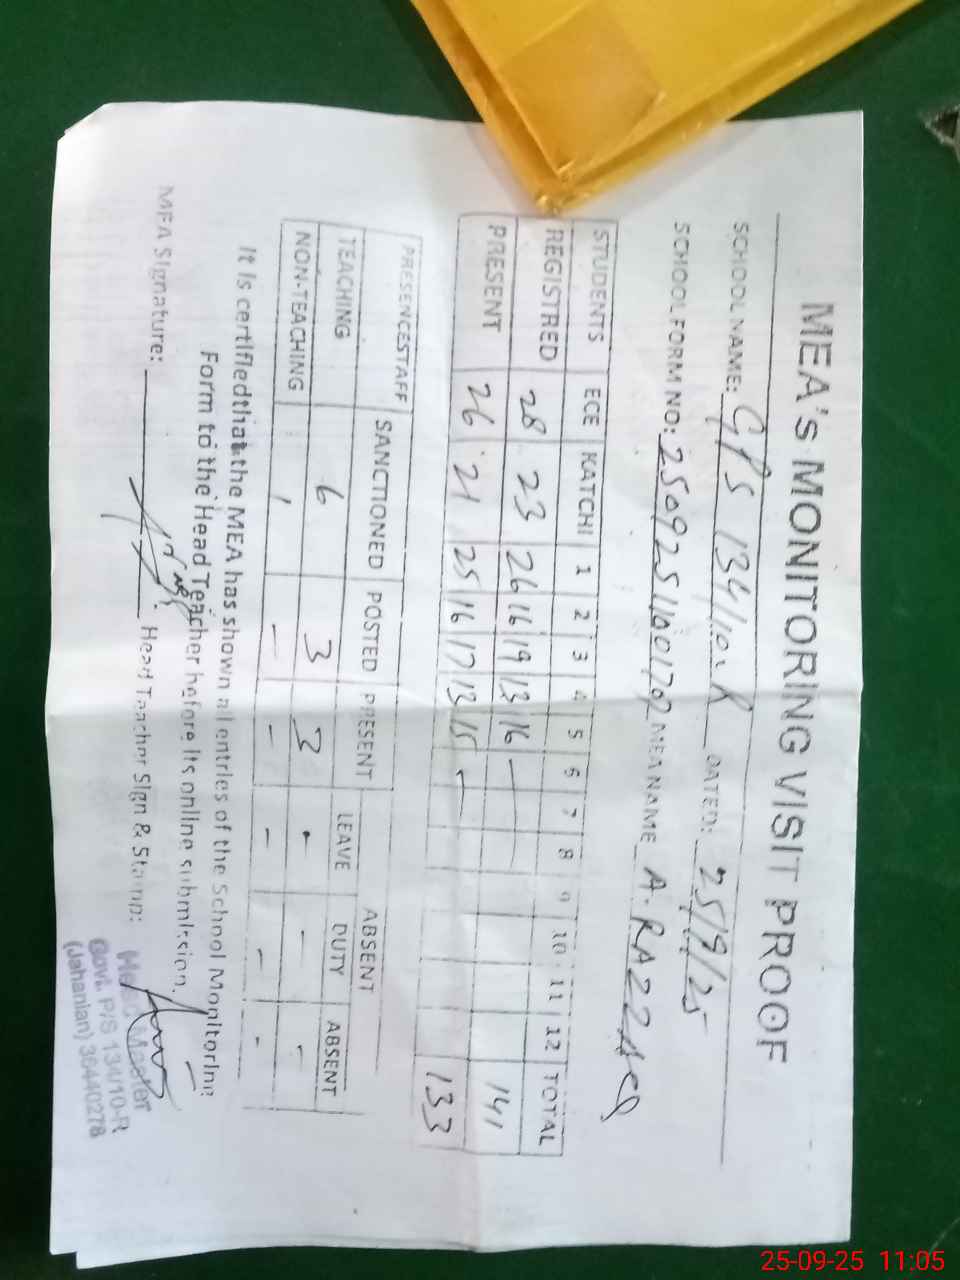 MEA's MONITORING VISIT PROOF
SCHOOL NAME: GPS 134/10-R DATED: 25/9/25
SCHOOL FORM NO: MEA NAME A. RAZZAQ
STUDENTS ECE KATCHI 1 2 3 4 5 6 7 8 9 10 11 12 TOTAL
REGISTRED 28 23 26 16 19 13 16 — 141
PRESENT 26 21 25 16 17 13 15 — 133
PRESENCESTAFF SANCTIONED POSTED PRESENT ABSENT
LEAVE DUTY ABSENT
TEACHING 6 3 3 - - -
NON-TEACHING 1 - - - - -
It is certifiedthat the MEA has shown all entries of the School Monitoring
Form to the Head Teacher before its online submission.
MEA Signature: Head Teacher Sign & Stamp:
Head Master
Govt. P/S 134/10-R
(Jahanian) 36440278
25-09-25 11:05